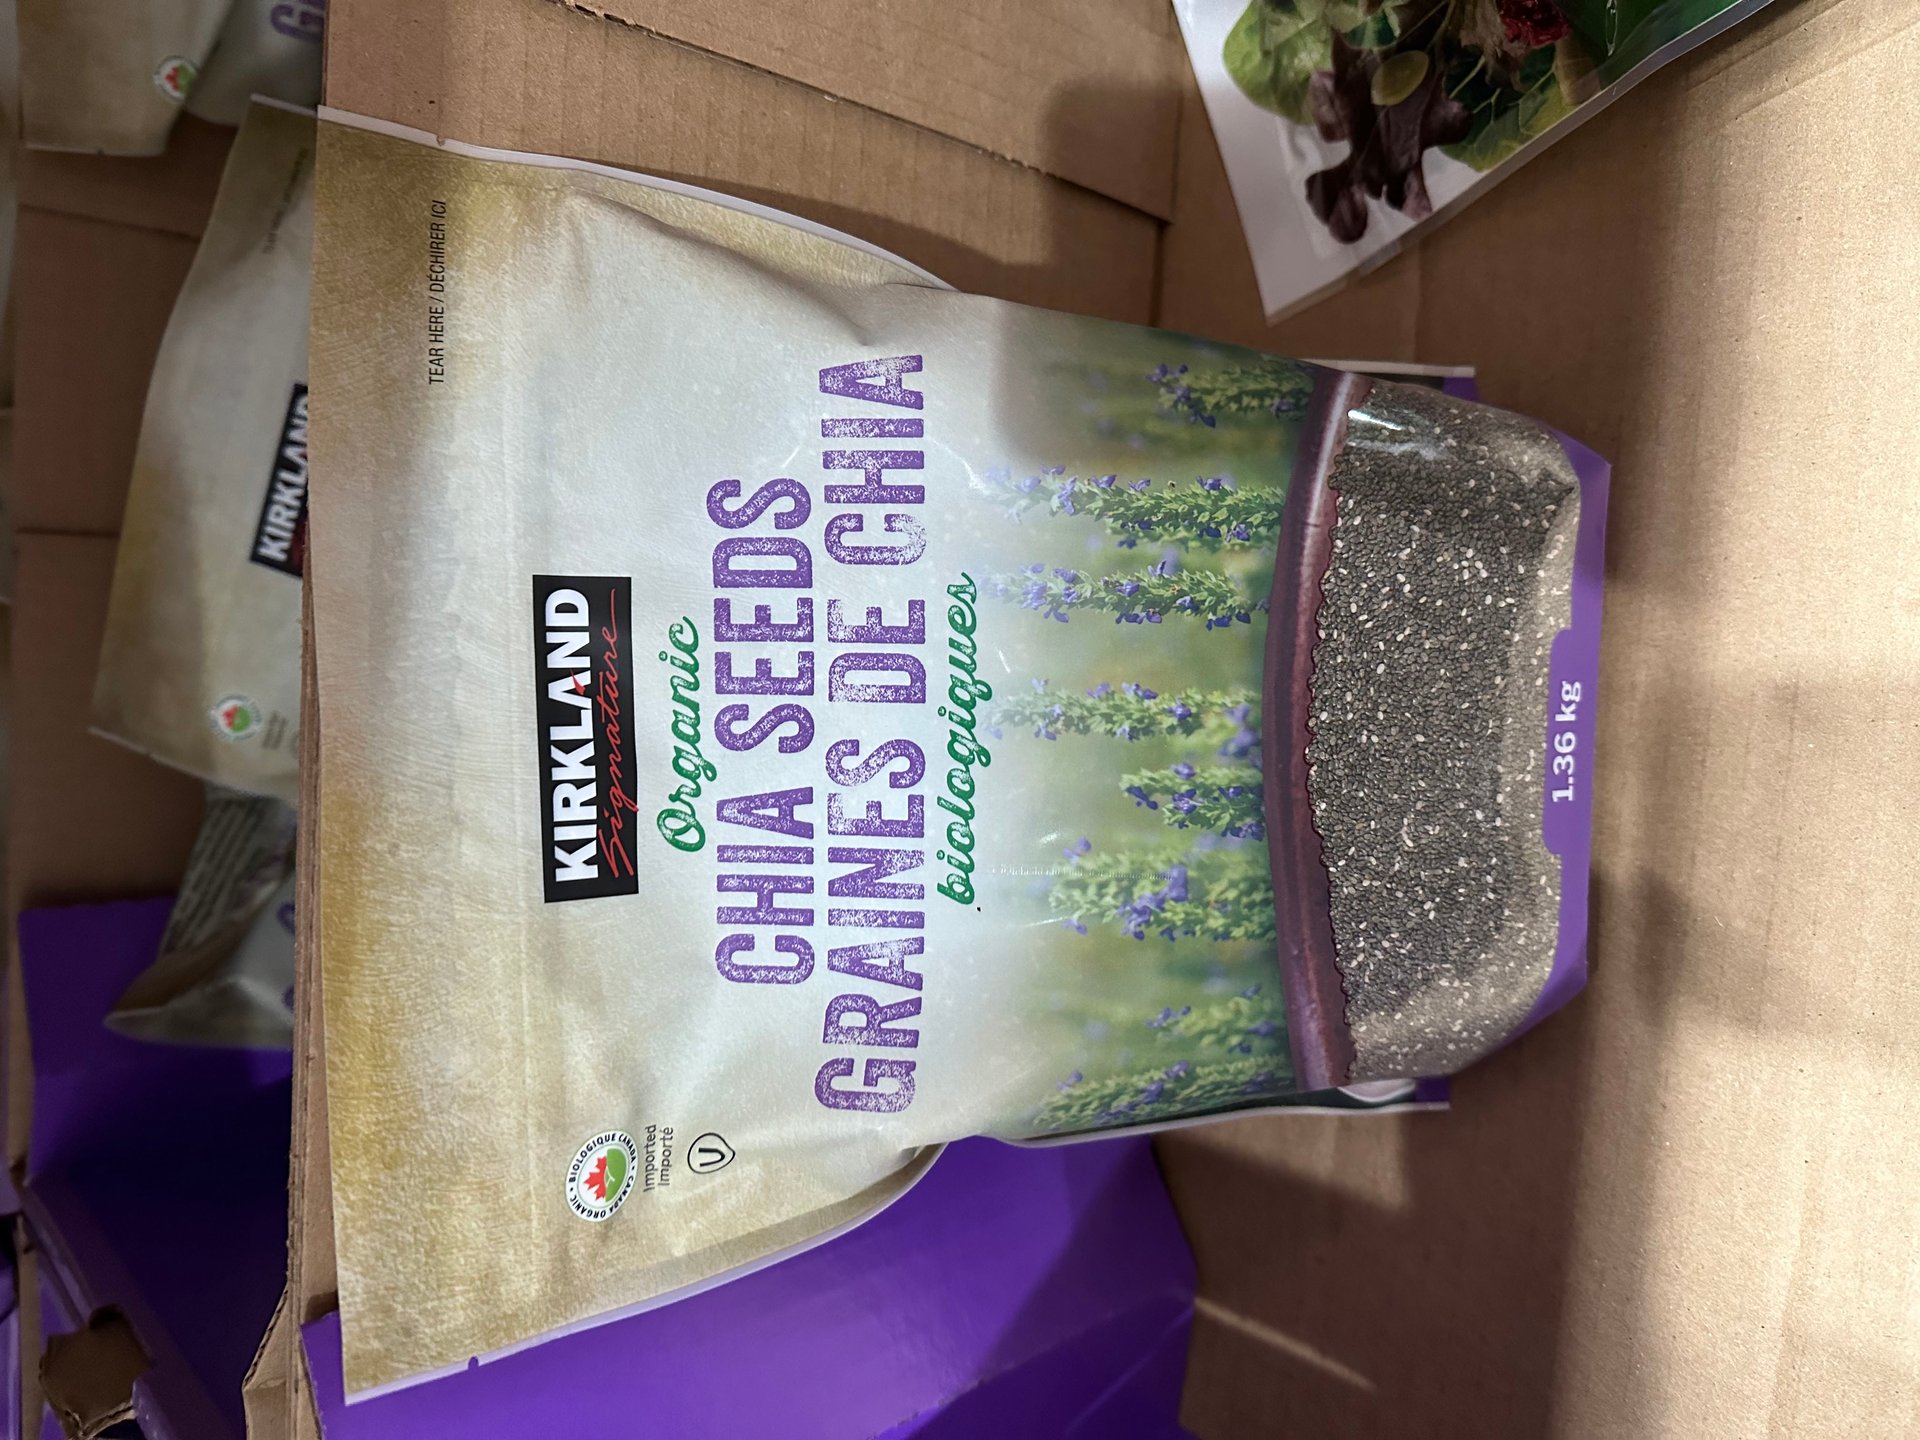 TEAR HERE / DÉCHIRER ICI
KIRKLAND
Signature
Organic
CHIA SEEDS
GRAINES DE CHIA
biologiques
BIOLOGIQUE CANADA • CANADA ORGANIC •
Imported
Importé
U
1.36 kg
KIRKLAND